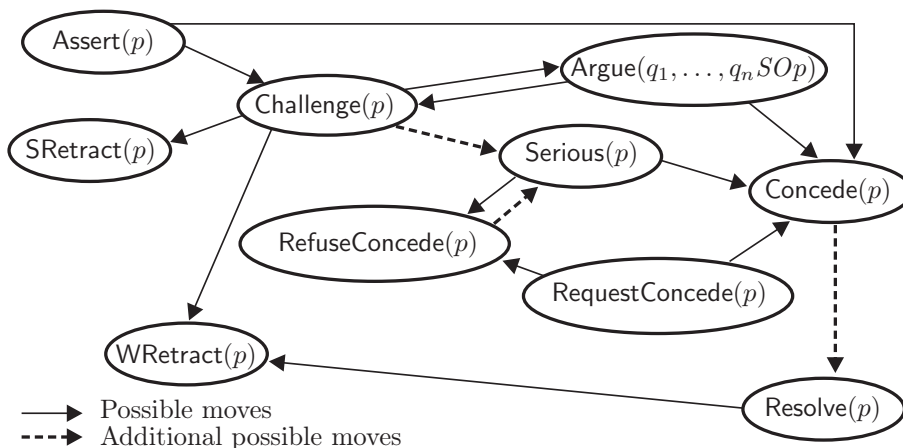 Assert(p)
Argue(q₁, . . . , qₙSOp)
Challenge(p)
SRetract(p)
Serious(p)
Concede(p)
RefuseConcede(p)
RequestConcede(p)
WRetract(p)
Resolve(p)
Possible moves
Additional possible moves